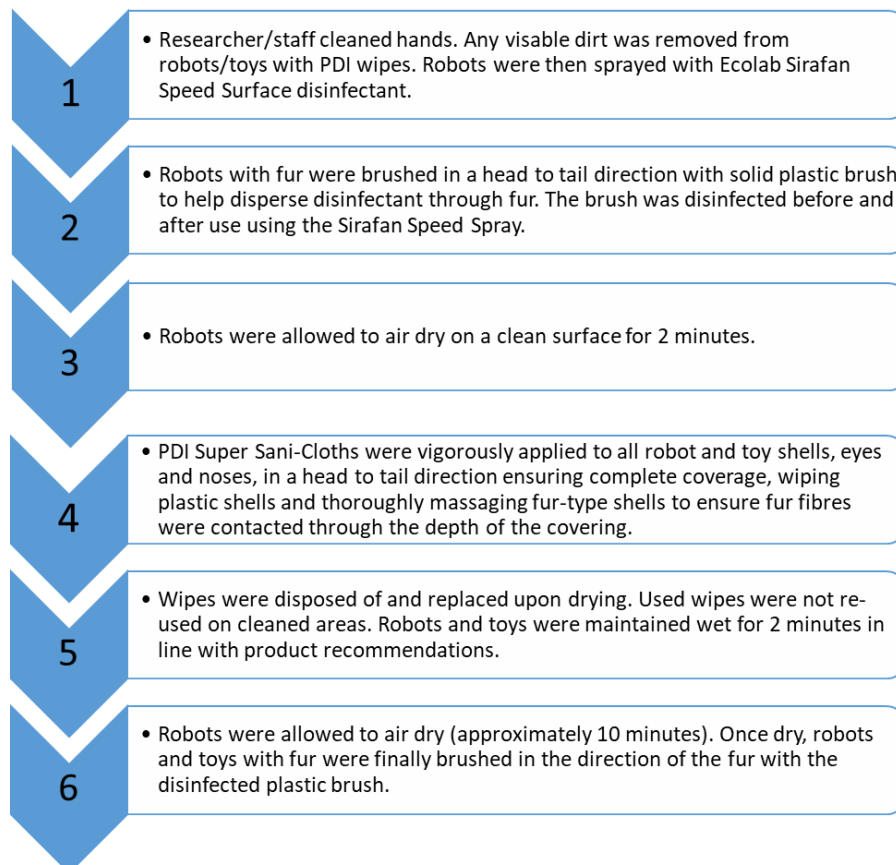 1
• Researcher/staff cleaned hands. Any visable dirt was removed from
robots/toys with PDI wipes. Robots were then sprayed with Ecolab Sirafan
Speed Surface disinfectant.
2
• Robots with fur were brushed in a head to tail direction with solid plastic brush
to help disperse disinfectant through fur. The brush was disinfected before and
after use using the Sirafan Speed Spray.
3
• Robots were allowed to air dry on a clean surface for 2 minutes.
4
• PDI Super Sani-Cloths were vigorously applied to all robot and toy shells, eyes
and noses, in a head to tail direction ensuring complete coverage, wiping
plastic shells and thoroughly massaging fur-type shells to ensure fur fibres
were contacted through the depth of the covering.
5
• Wipes were disposed of and replaced upon drying. Used wipes were not re-
used on cleaned areas. Robots and toys were maintained wet for 2 minutes in
line with product recommendations.
6
• Robots were allowed to air dry (approximately 10 minutes). Once dry, robots
and toys with fur were finally brushed in the direction of the fur with the
disinfected plastic brush.